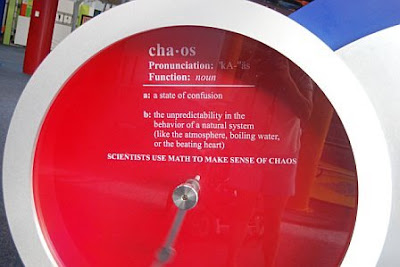 cha·os
Pronunciation: 'kA-"äs
Function: noun
a: a state of confusion
b: the unpredictability in the
behavior of a natural system
(like the atmosphere, boiling water,
or the beating heart)
SCIENTISTS USE MATH TO MAKE SENSE OF CHAOS